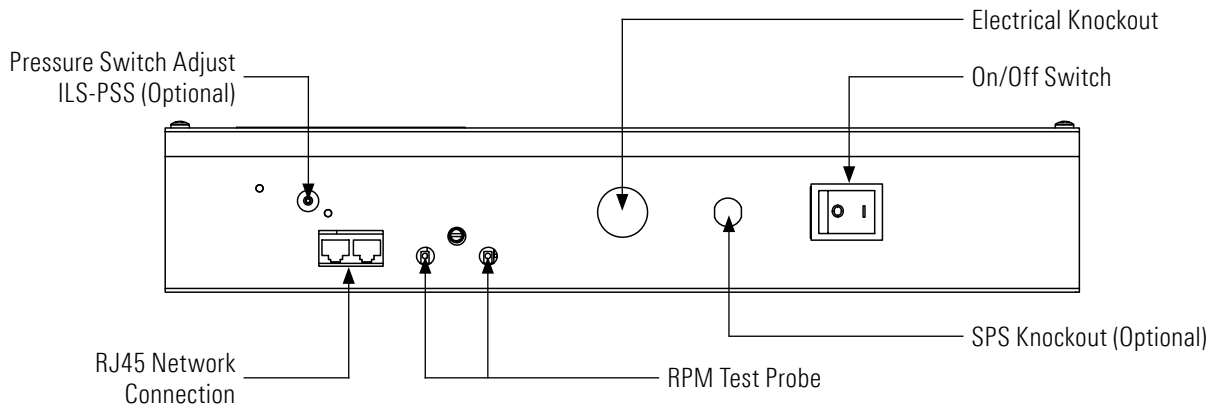 Electrical Knockout
Pressure Switch Adjust
ILS-PSS (Optional)
On/Off Switch
SPS Knockout (Optional)
RJ45 Network
Connection
RPM Test Probe